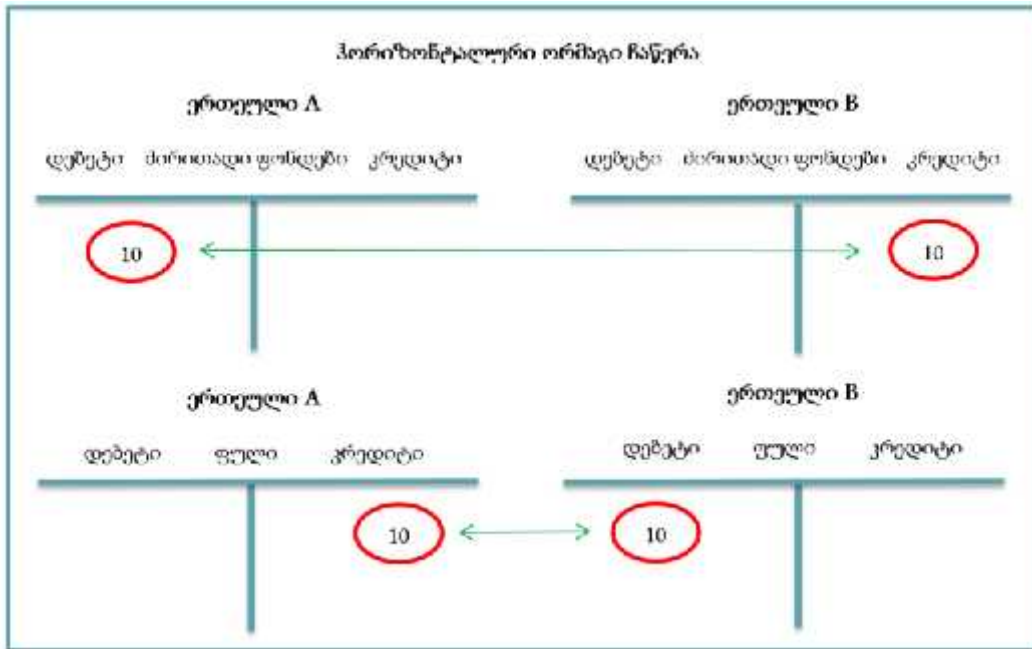 ჰორიზონტალური ორმაგი ჩაწერა
ერთეული A ერთეული B
დებეტი ძირითადი ფონდები კრედიტი დებეტი ძირითადი ფონდები კრედიტი
10 10
ერთეული A ერთეული B
დებეტი ფული კრედიტი დებეტი ფული კრედიტი
10 10